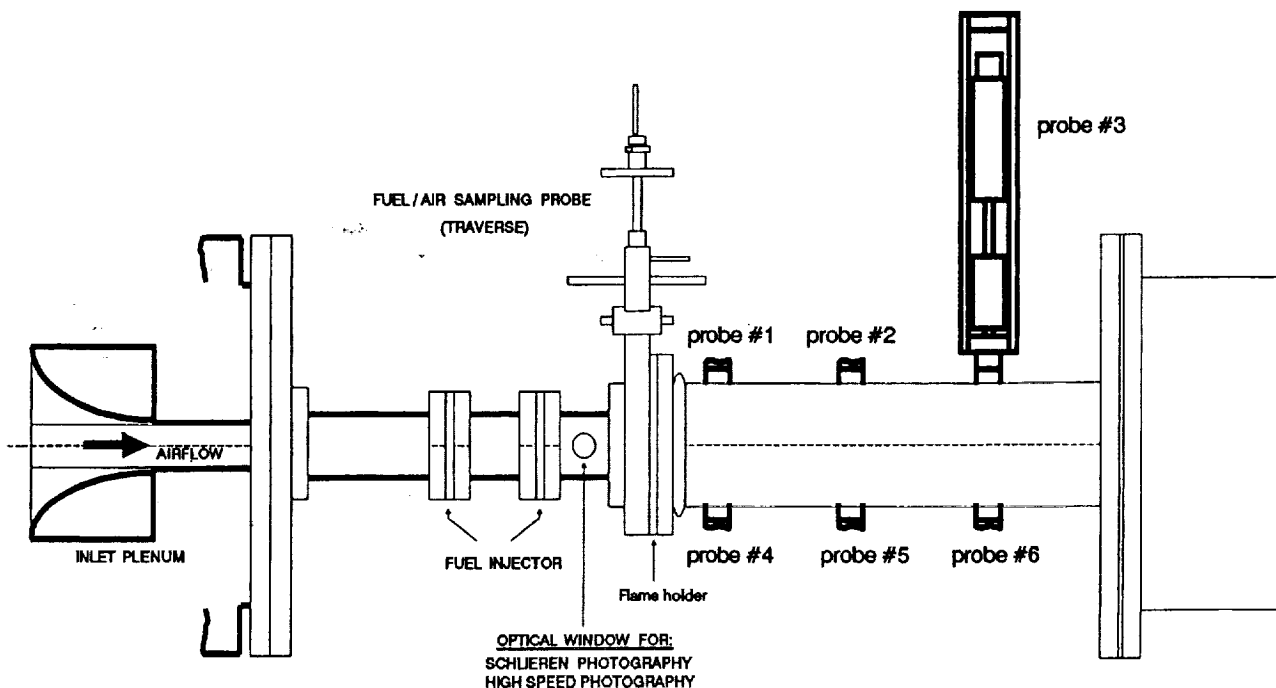 probe #3
FUEL/AIR SAMPLING PROBE
(TRAVERSE)
probe #1
probe #2
AIRFLOW
INLET PLENUM
FUEL INJECTOR
probe #4
probe #5
probe #6
Flame holder
OPTICAL WINDOW FOR:
SCHLIEREN PHOTOGRAPHY
HIGH SPEED PHOTOGRAPHY